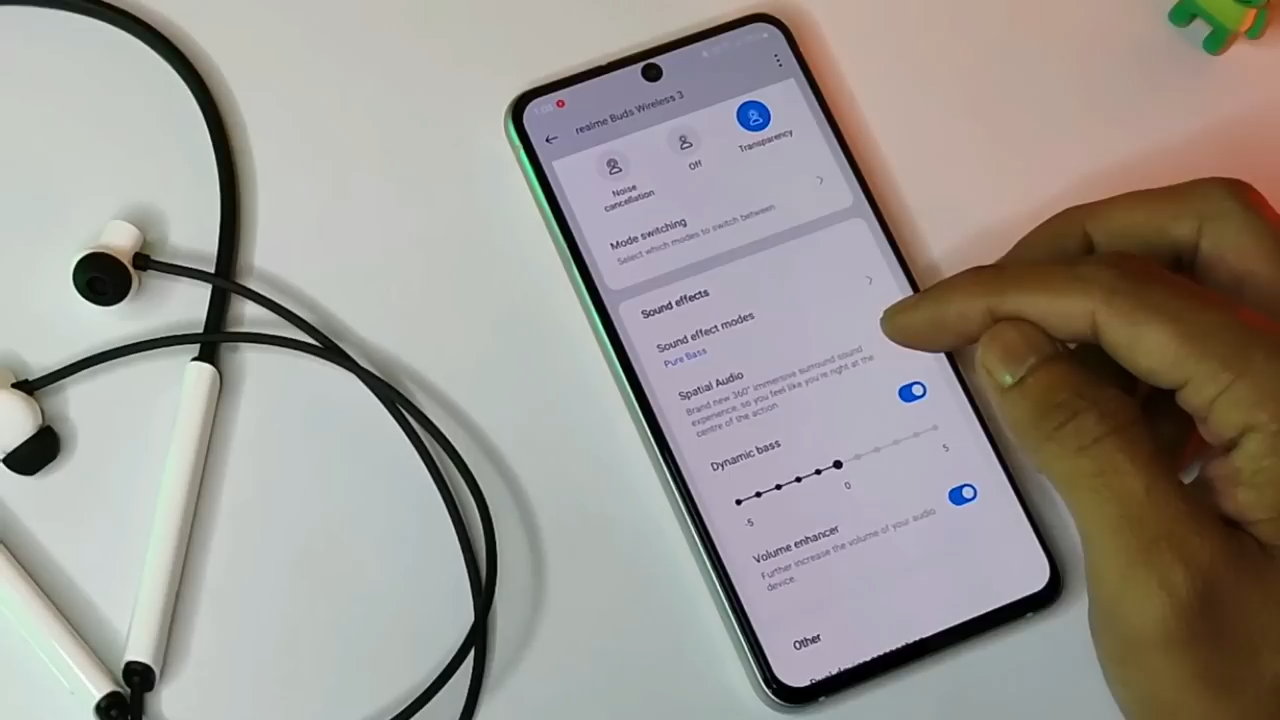 realme Buds Wireless 3
Noise
cancellation
Off
Transparency
Mode switching
Select which modes to switch between
Sound effects
Sound effect modes
Pure Bass
Spatial Audio
Brand new 360° immersive surround sound
experience, so you feel like you're right at the
centre of the action
Dynamic bass
-5
0
5
Volume enhancer
Further increase the volume of your audio
device.
Other